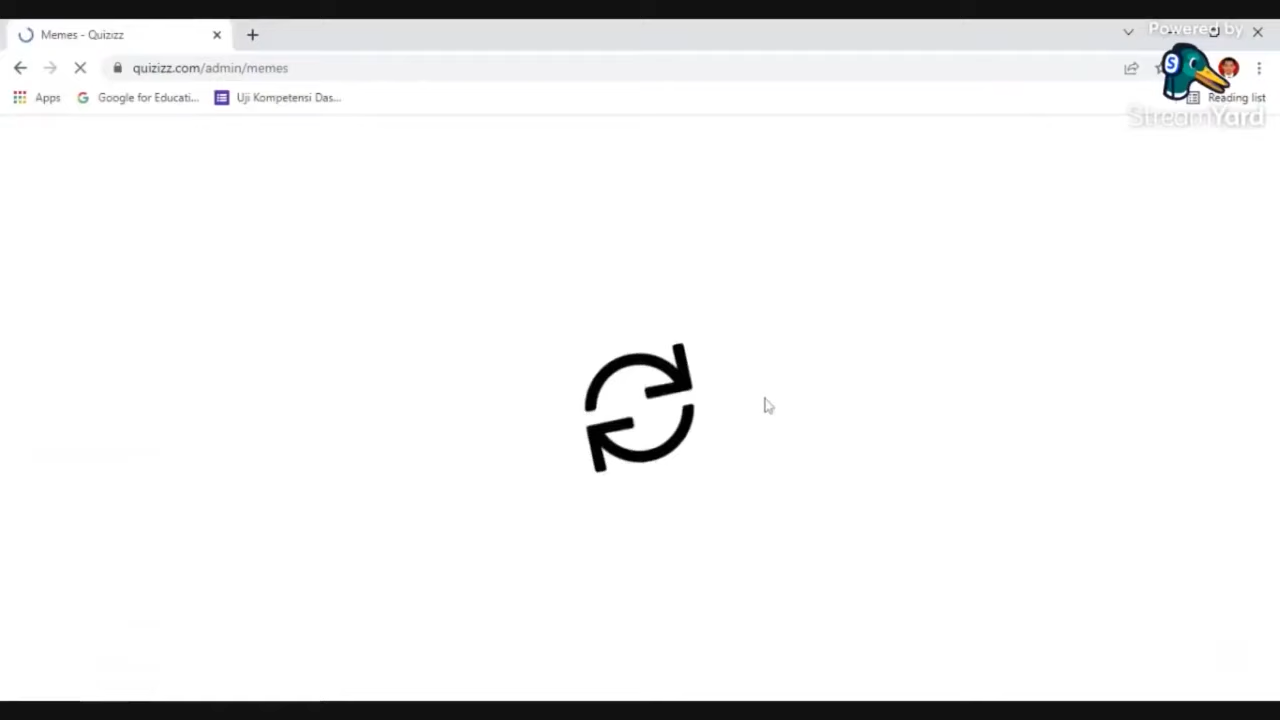 Memes - Quizizz
Powered by
quizizz.com/admin/memes
Apps
Google for Educati...
Uji Kompetensi Das...
Reading list
StreamYard